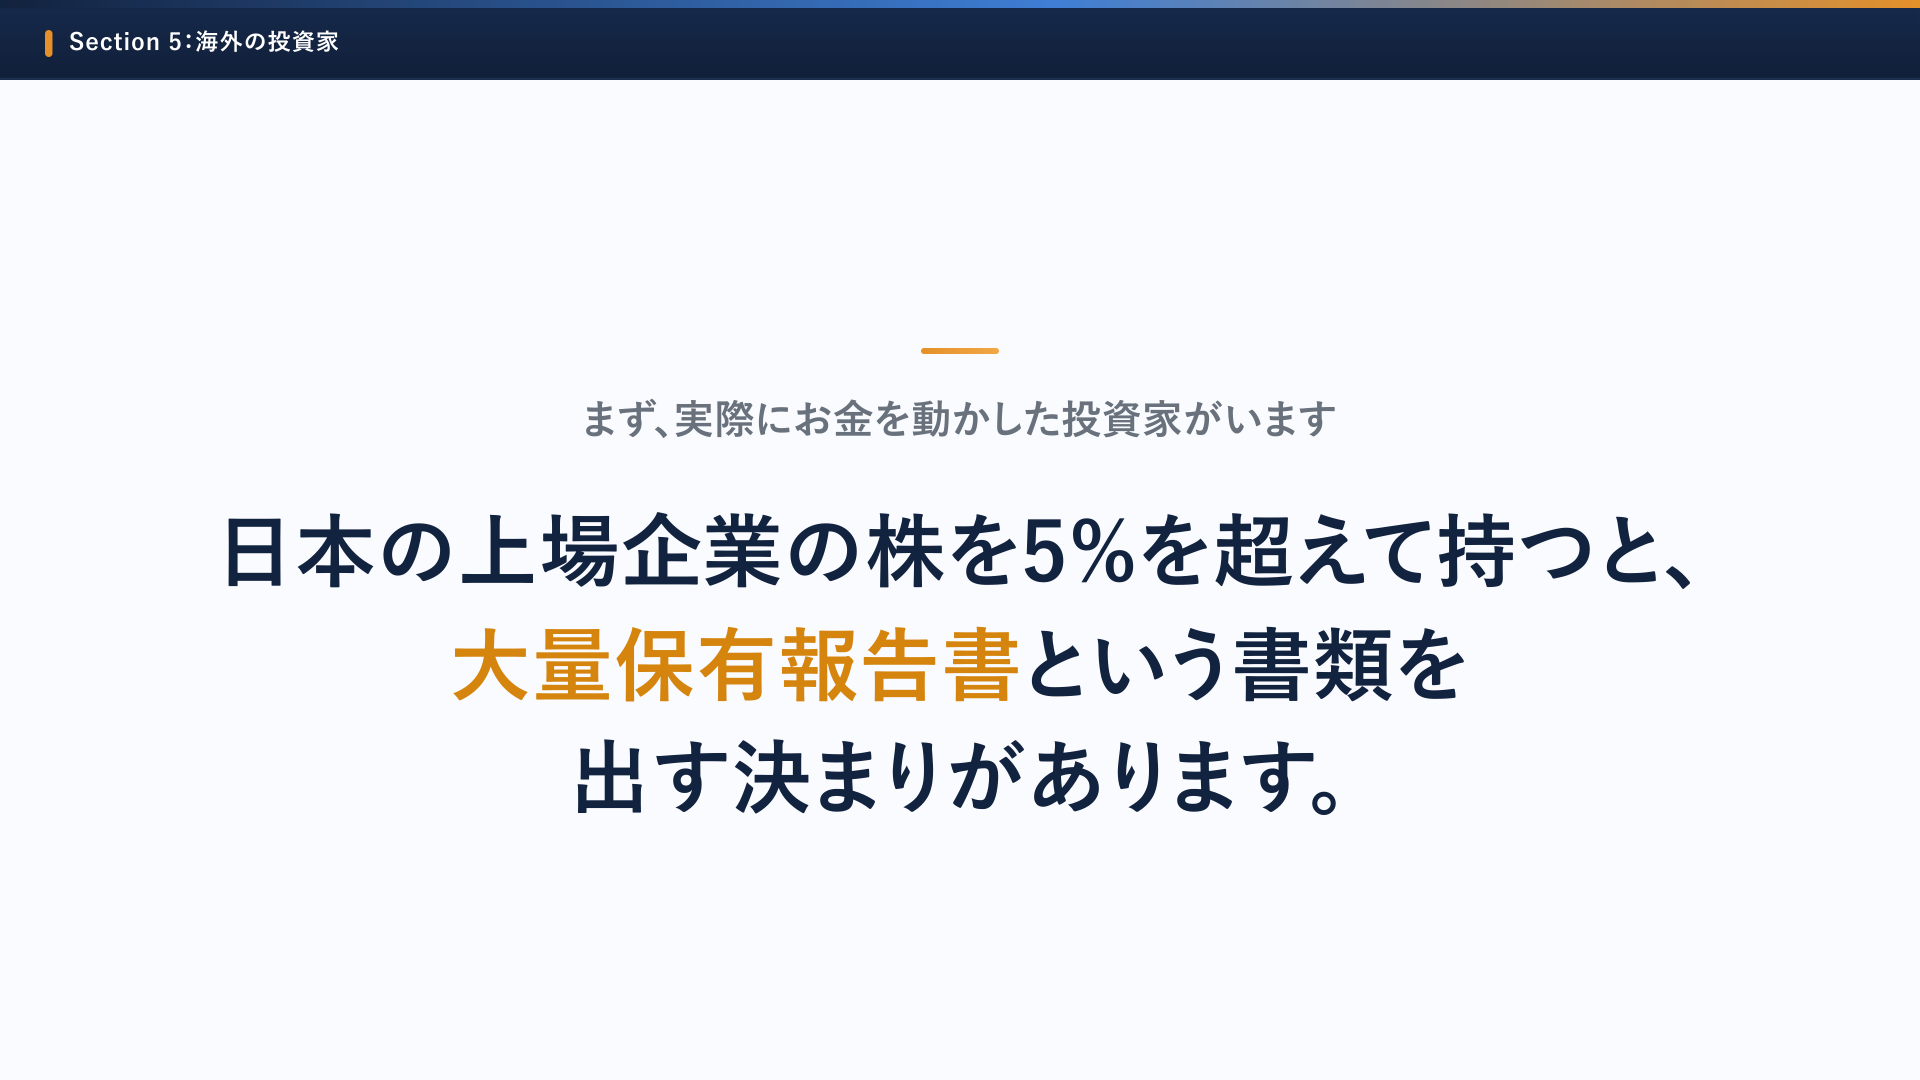 Section 5：海外の投資家
まず、実際にお金を動かした投資家がいます
日本の上場企業の株を5%を超えて持つと、
大量保有報告書という書類を
出す決まりがあります。